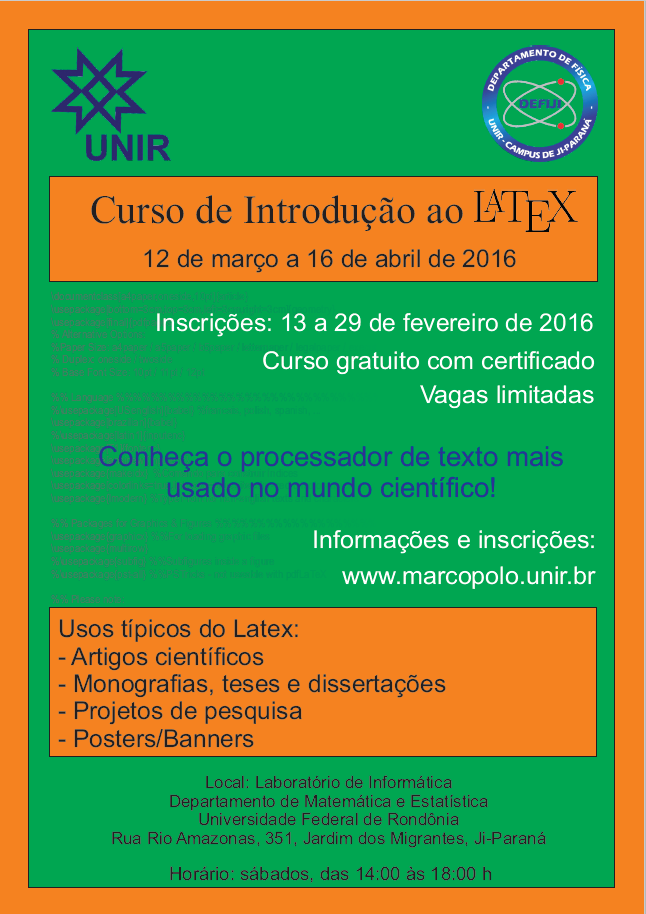 UNIR
DEPARTAMENTO DE FÍSICA
DEFIJI
UNIR - CAMPUS DE JI-PARANÁ
Curso de Introdução ao LATEX
12 de março a 16 de abril de 2016
Inscrições: 13 a 29 de fevereiro de 2016
Curso gratuito com certificado
Vagas limitadas
Conheça o processador de texto mais
usado no mundo científico!
Informações e inscrições:
www.marcopolo.unir.br
Usos típicos do Latex:
- Artigos científicos
- Monografias, teses e dissertações
- Projetos de pesquisa
- Posters/Banners
Local: Laboratório de Informática
Departamento de Matemática e Estatística
Universidade Federal de Rondônia
Rua Rio Amazonas, 351, Jardim dos Migrantes, Ji-Paraná
Horário: sábados, das 14:00 às 18:00 h